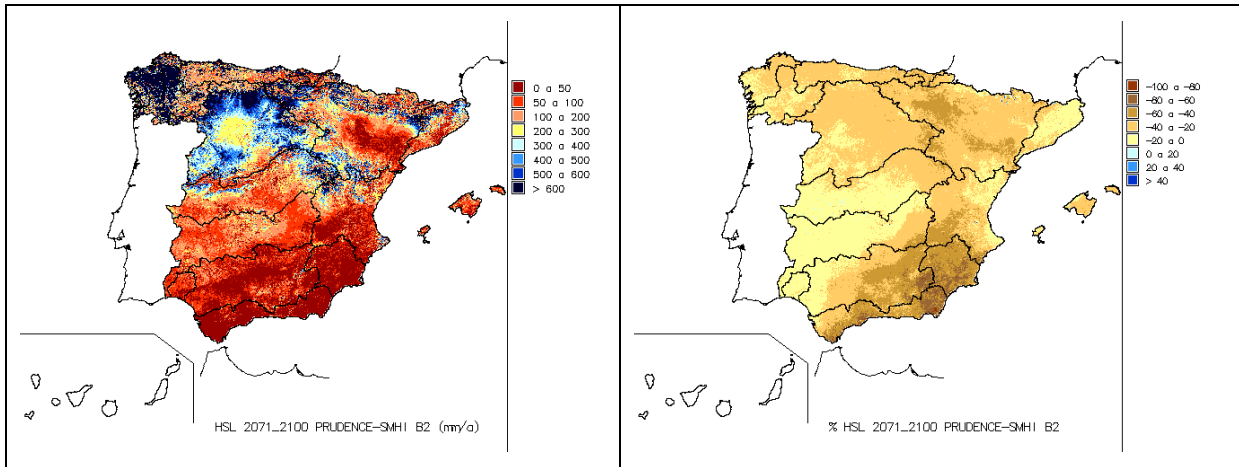 0 a 50
50 a 100
100 a 200
200 a 300
300 a 400
400 a 500
500 a 600
> 600
HSL 2071_2100 PRUDENCE-SMHI B2 (mm/a)
-100 a -80
-80 a -60
-60 a -40
-40 a -20
-20 a 0
0 a 20
20 a 40
> 40
% HSL 2071_2100 PRUDENCE-SMHI B2